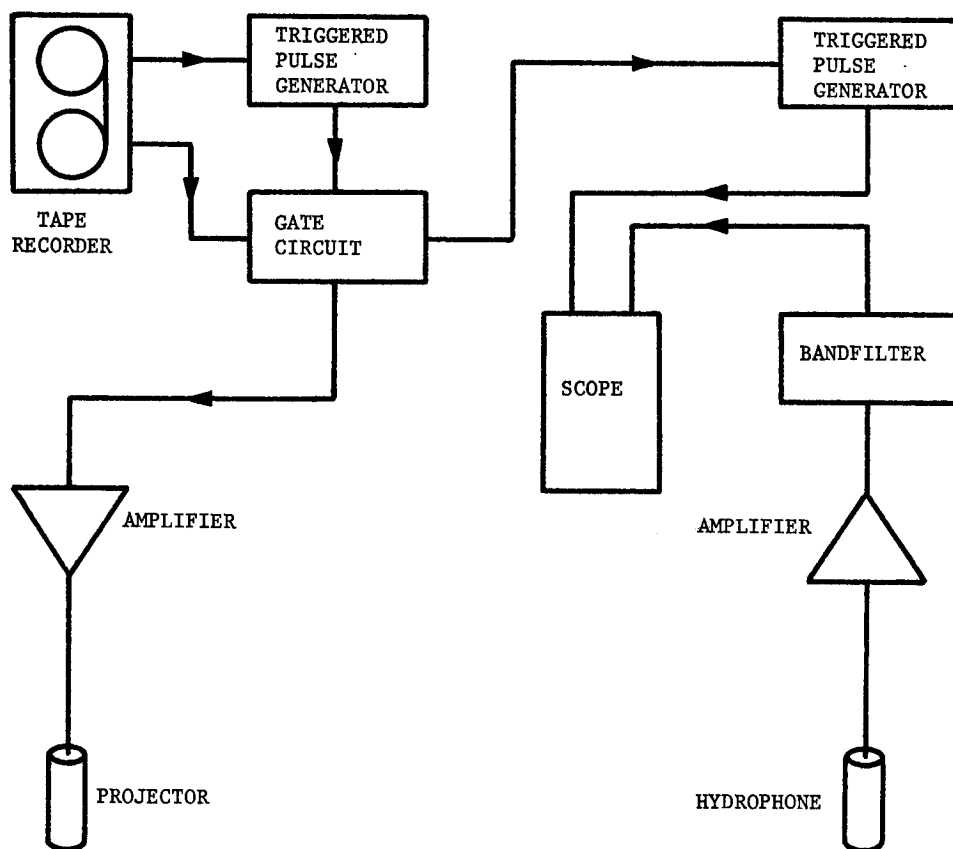 TRIGGERED
PULSE
GENERATOR
TRIGGERED
PULSE
GENERATOR
TAPE
RECORDER
GATE
CIRCUIT
SCOPE
BANDFILTER
AMPLIFIER
AMPLIFIER
PROJECTOR
HYDROPHONE